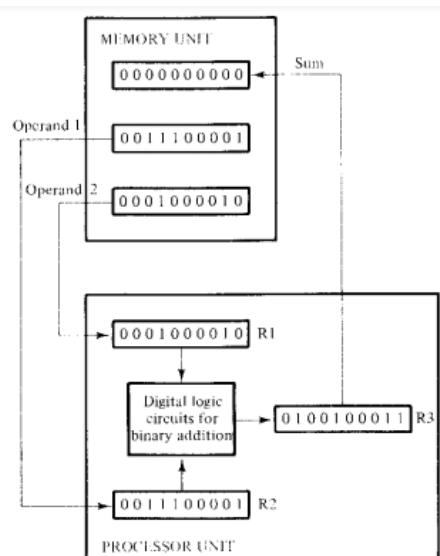 MEMORY UNIT
0000000000
Sum
Operand 1
0011100001
Operand 2
0001000010
0001000010 R1
Digital logic
circuits for
binary addition
0100100011 R3
0011100001 R2
PROCESSOR UNIT